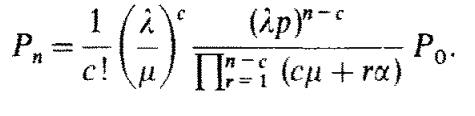 P_n = \frac{1}{c!} \left( \frac{\lambda}{\mu} \right)^c \frac{(\lambda p)^{n-c}}{\prod_{r=1}^{n-c} (c\mu + r\alpha)} P_0.